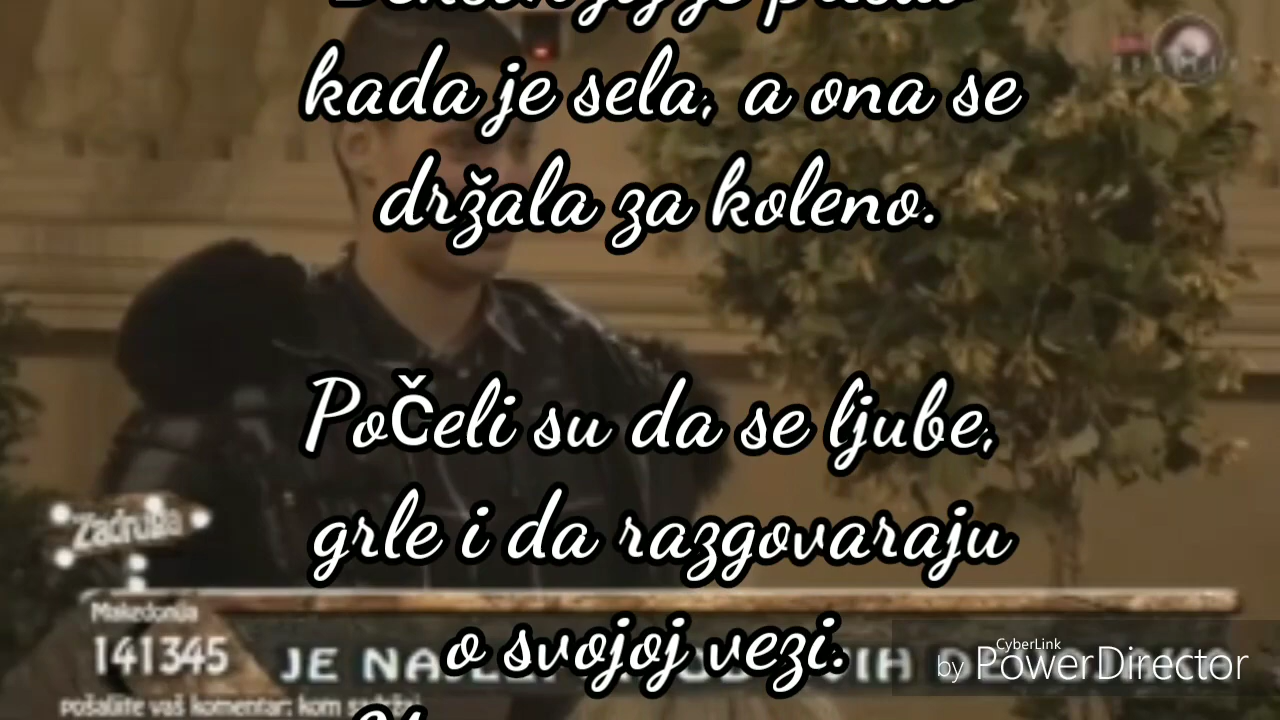 kada je sela, a ona se
držala za koleno.
PoČeli su da se ljube,
grle i da razgovaraju
o svojoj vezi.
Zadruga
Makedonija
141345
JE
pošaljite vaš komentar: kom
CyberLink
by PowerDirector